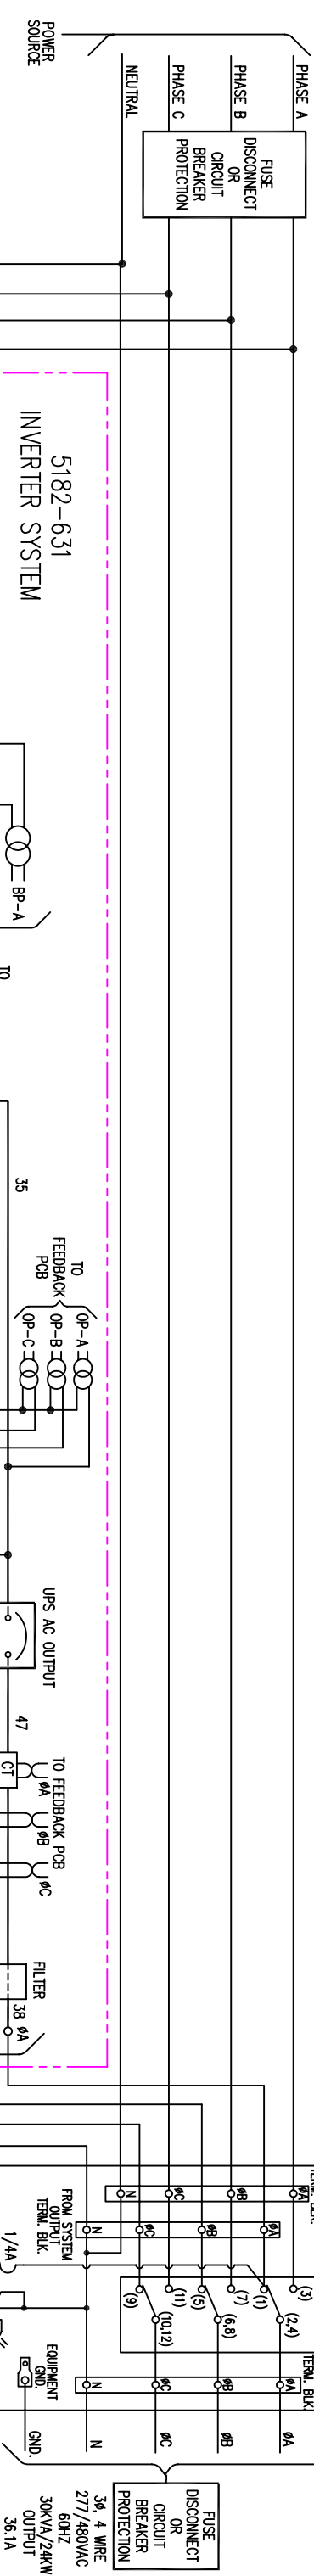 POWER
SOURCE
PHASE A
PHASE B
PHASE C
NEUTRAL
FUSE
DISCONNECT
OR
CIRCUIT
BREAKER
PROTECTION
5182-631
INVERTER SYSTEM
BP-A
TO
35
TO
FEEDBACK
PCB
OP-A
OP-B
OP-C
UPS AC OUTPUT
47
CT
TO FEEDBACK PCB
ØA
ØB
ØC
FILTER
38
ØA
TERM. BLK.
ØA
ØB
ØC
N
FROM SYSTEM
OUTPUT
TERM. BLK.
ØA
ØB
ØC
N
1/4A
(3)
(1)
(2,4)
(7)
(5)
(6,8)
(11)
(9)
(10,12)
TERM. BLK.
ØA
ØB
ØC
N
EQUIPMENT
GND.
ØA
ØB
ØC
N
GND.
FUSE
DISCONNECT
OR
CIRCUIT
BREAKER
PROTECTION
3Ø, 4 WIRE
277/480VAC
60HZ
30KVA/24KW
OUTPUT
36.1A